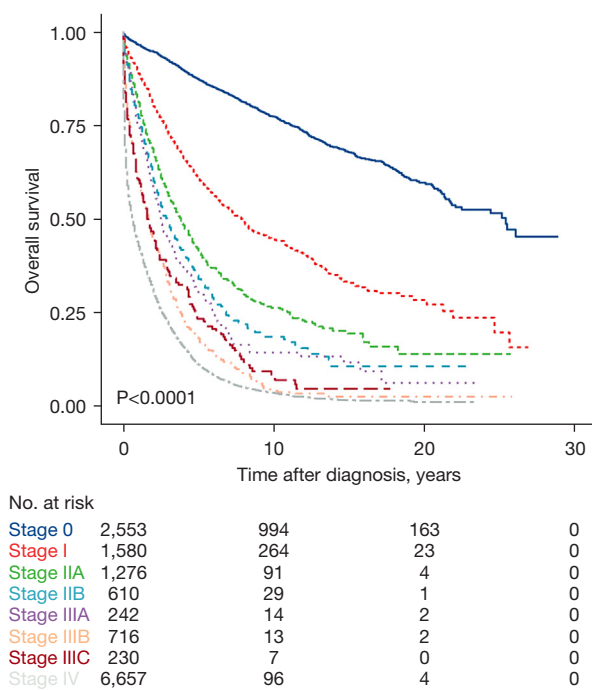 1.00
0.75
0.50
0.25
0.00
Overall survival
P<0.0001
0 10 20 30
Time after diagnosis, years
No. at risk
Stage 0 2,553 994 163 0
Stage I 1,580 264 23 0
Stage IIA 1,276 91 4 0
Stage IIB 610 29 1 0
Stage IIIA 242 14 2 0
Stage IIIB 716 13 2 0
Stage IIIC 230 7 0 0
Stage IV 6,657 96 4 0